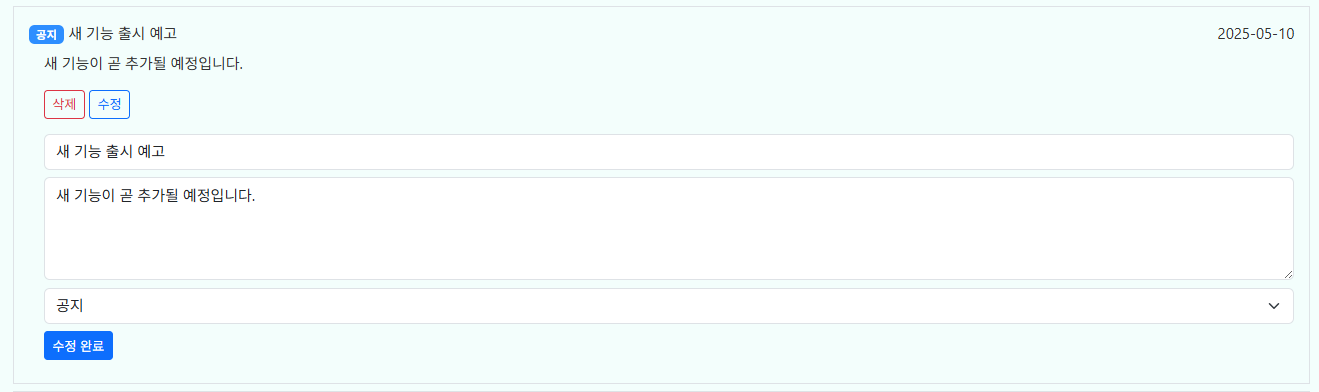 공지 새 기능 출시 예고 2025-05-10
새 기능이 곧 추가될 예정입니다.
삭제 수정
새 기능 출시 예고
새 기능이 곧 추가될 예정입니다.
공지
수정 완료